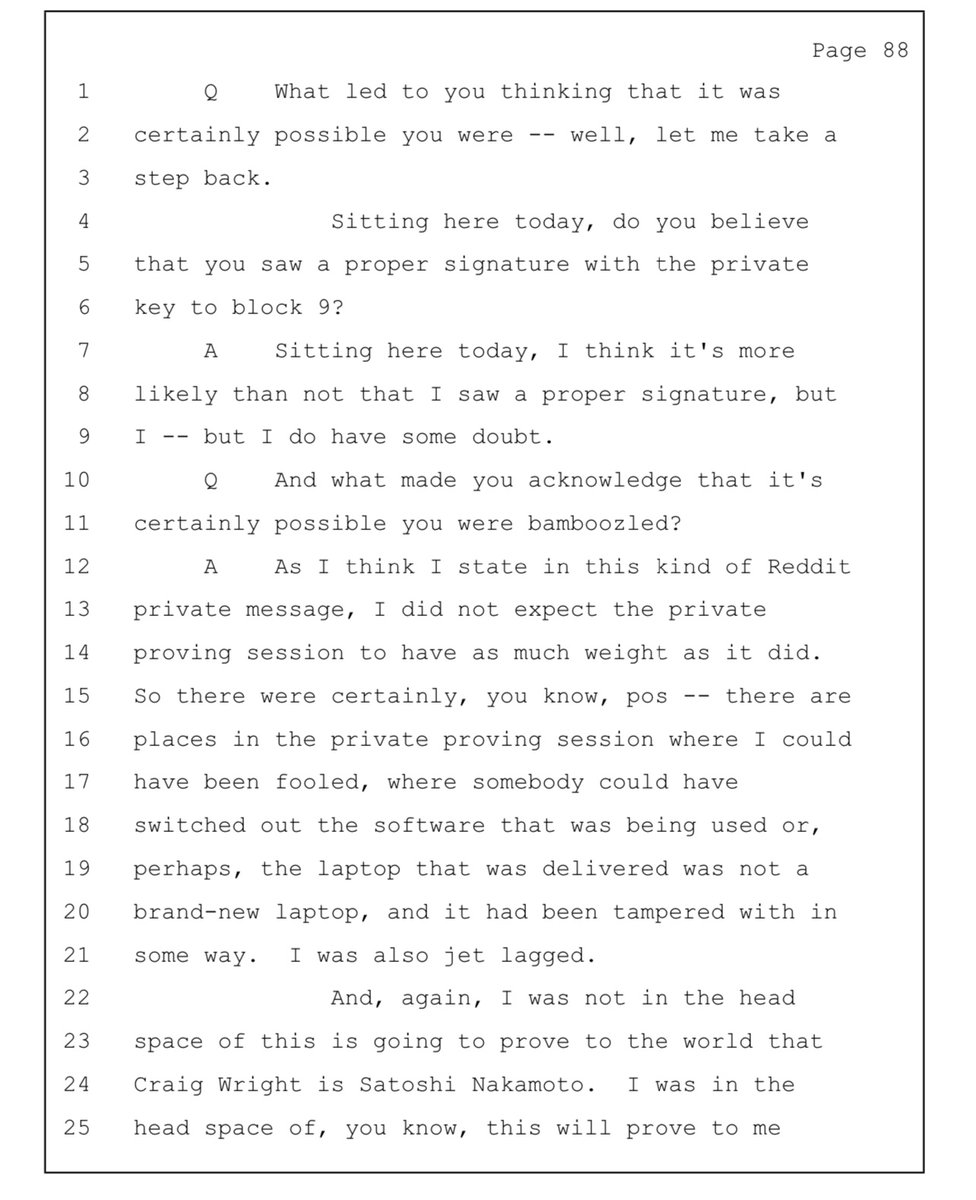 Page 88
1 Q What led to you thinking that it was
2 certainly possible you were -- well, let me take a
3 step back.
4 Sitting here today, do you believe
5 that you saw a proper signature with the private
6 key to block 9?
7 A Sitting here today, I think it's more
8 likely than not that I saw a proper signature, but
9 I -- but I do have some doubt.
10 Q And what made you acknowledge that it's
11 certainly possible you were bamboozled?
12 A As I think I state in this kind of Reddit
13 private message, I did not expect the private
14 proving session to have as much weight as it did.
15 So there were certainly, you know, pos -- there are
16 places in the private proving session where I could
17 have been fooled, where somebody could have
18 switched out the software that was being used or,
19 perhaps, the laptop that was delivered was not a
20 brand-new laptop, and it had been tampered with in
21 some way. I was also jet lagged.
22 And, again, I was not in the head
23 space of this is going to prove to the world that
24 Craig Wright is Satoshi Nakamoto. I was in the
25 head space of, you know, this will prove to me